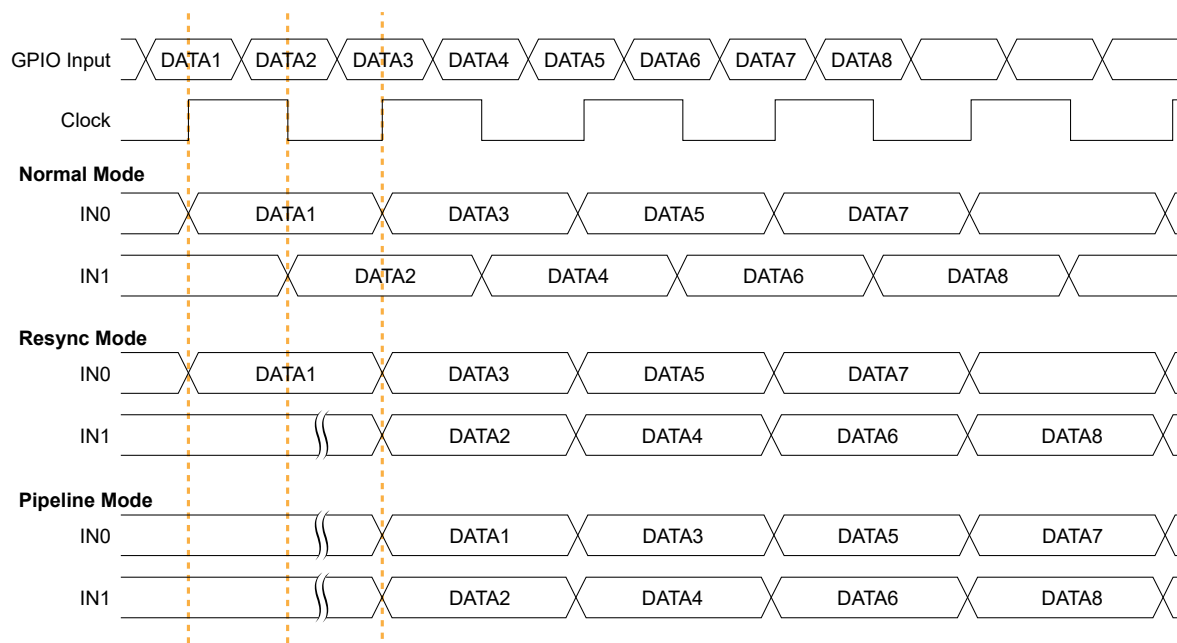 GPIO Input DATA1 DATA2 DATA3 DATA4 DATA5 DATA6 DATA7 DATA8
Clock
Normal Mode
IN0 DATA1 DATA3 DATA5 DATA7
IN1 DATA2 DATA4 DATA6 DATA8
Resync Mode
IN0 DATA1 DATA3 DATA5 DATA7
IN1 DATA2 DATA4 DATA6 DATA8
Pipeline Mode
IN0 DATA1 DATA3 DATA5 DATA7
IN1 DATA2 DATA4 DATA6 DATA8